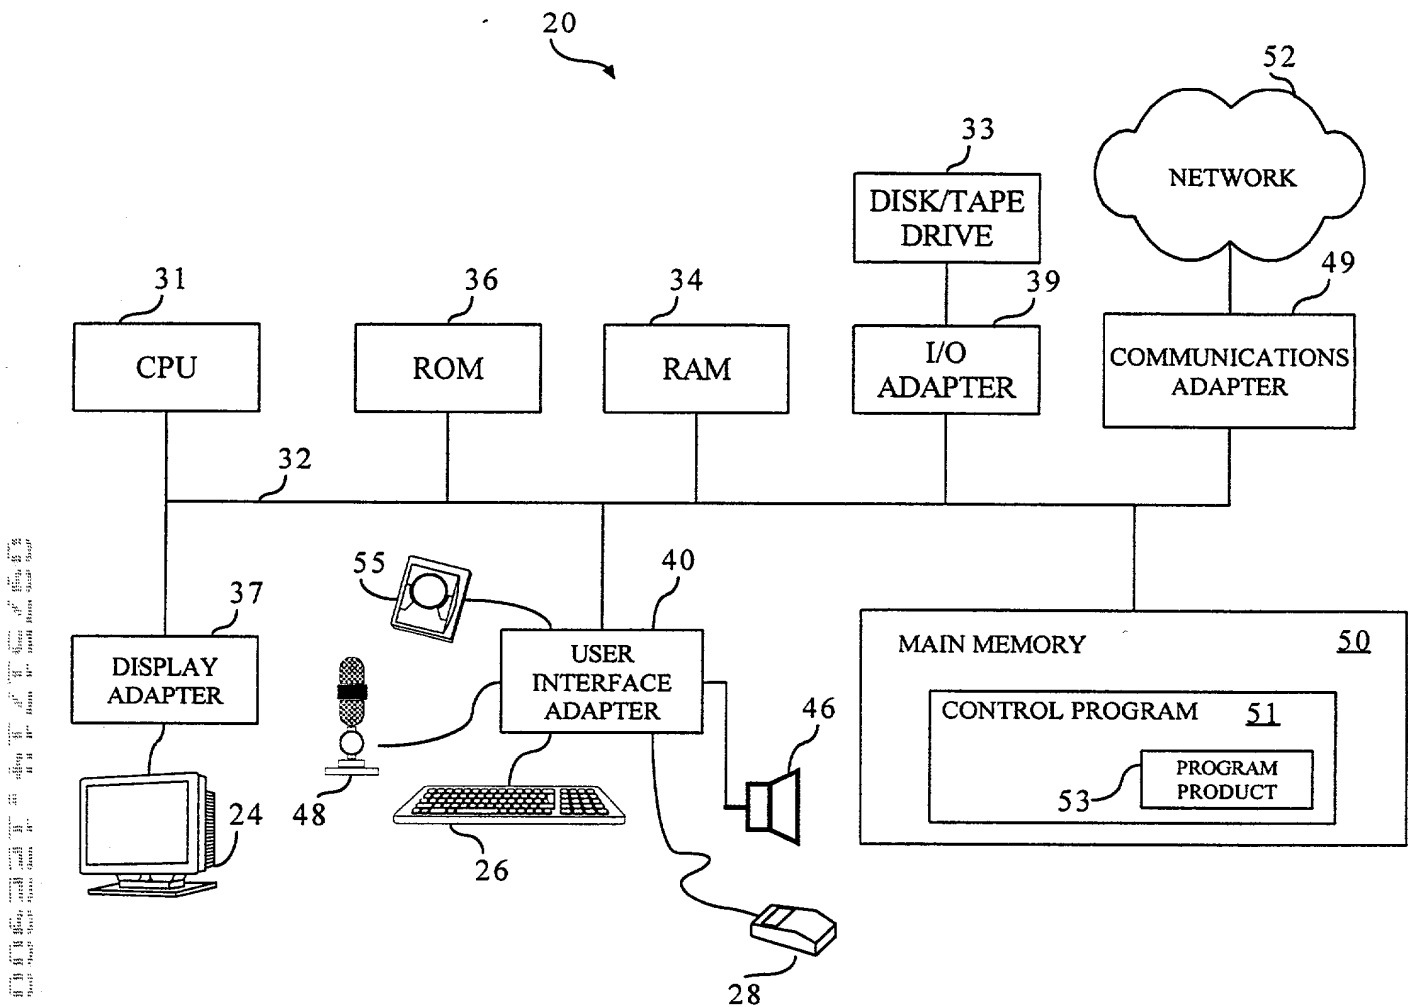 20
52
NETWORK
33
DISK/TAPE
DRIVE
31
36
34
39
49
CPU
ROM
RAM
I/O
ADAPTER
COMMUNICATIONS
ADAPTER
32
55
40
37
DISPLAY
ADAPTER
USER
INTERFACE
ADAPTER
MAIN MEMORY
50
CONTROL PROGRAM
51
PROGRAM
PRODUCT
53
46
48
24
26
28